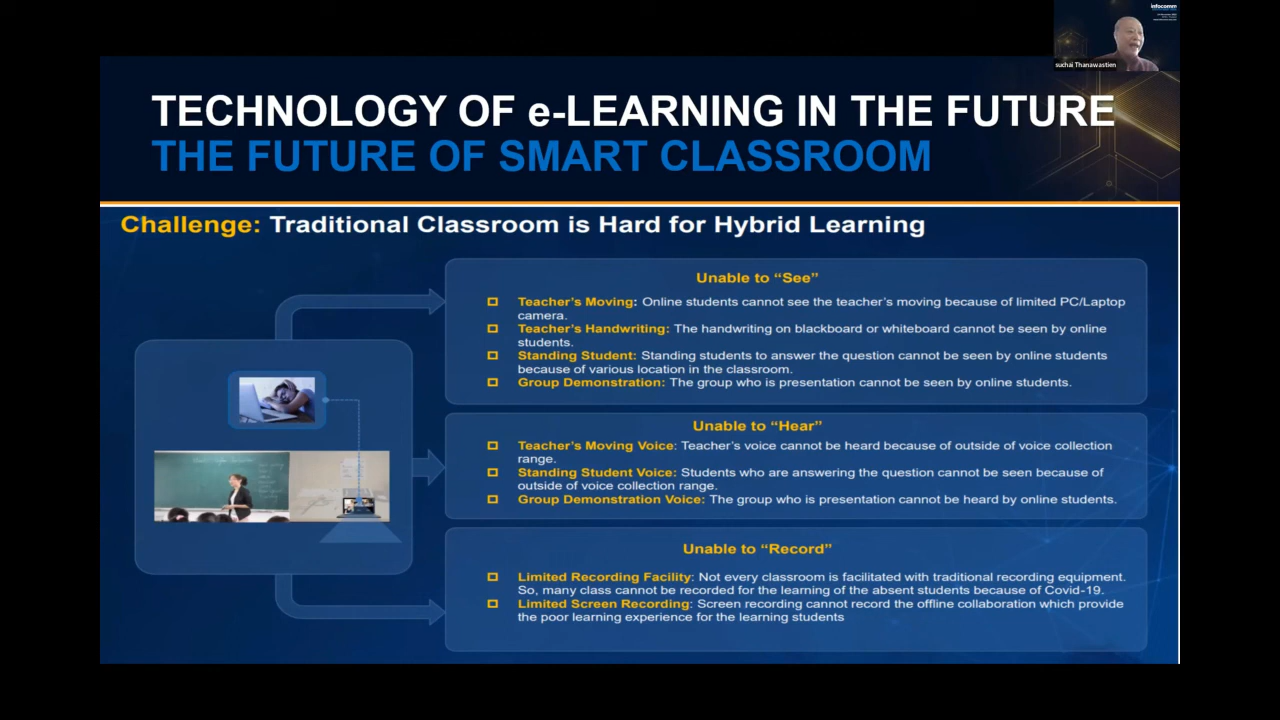 infocomm
suchai Thanawastien
TECHNOLOGY OF e-LEARNING IN THE FUTURE
THE FUTURE OF SMART CLASSROOM
Challenge: Traditional Classroom is Hard for Hybrid Learning
Unable to “See”
Teacher’s Moving: Online students cannot see the teacher’s moving because of limited PC/Laptop
camera.
Teacher’s Handwriting: The handwriting on blackboard or whiteboard cannot be seen by online
students.
Standing Student: Standing students to answer the question cannot be seen by online students
because of various location in the classroom.
Group Demonstration: The group who is presentation cannot be seen by online students.
Unable to “Hear”
Teacher’s Moving Voice: Teacher’s voice cannot be heard because of outside of voice collection
range.
Standing Student Voice: Students who are answering the question cannot be seen because of
outside of voice collection range.
Group Demonstration Voice: The group who is presentation cannot be heard by online students.
Unable to “Record”
Limited Recording Facility: Not every classroom is facilitated with traditional recording equipment.
So, many class cannot be recorded for the learning of the absent students because of Covid-19.
Limited Screen Recording: Screen recording cannot record the offline collaboration which provide
the poor learning experience for the learning students